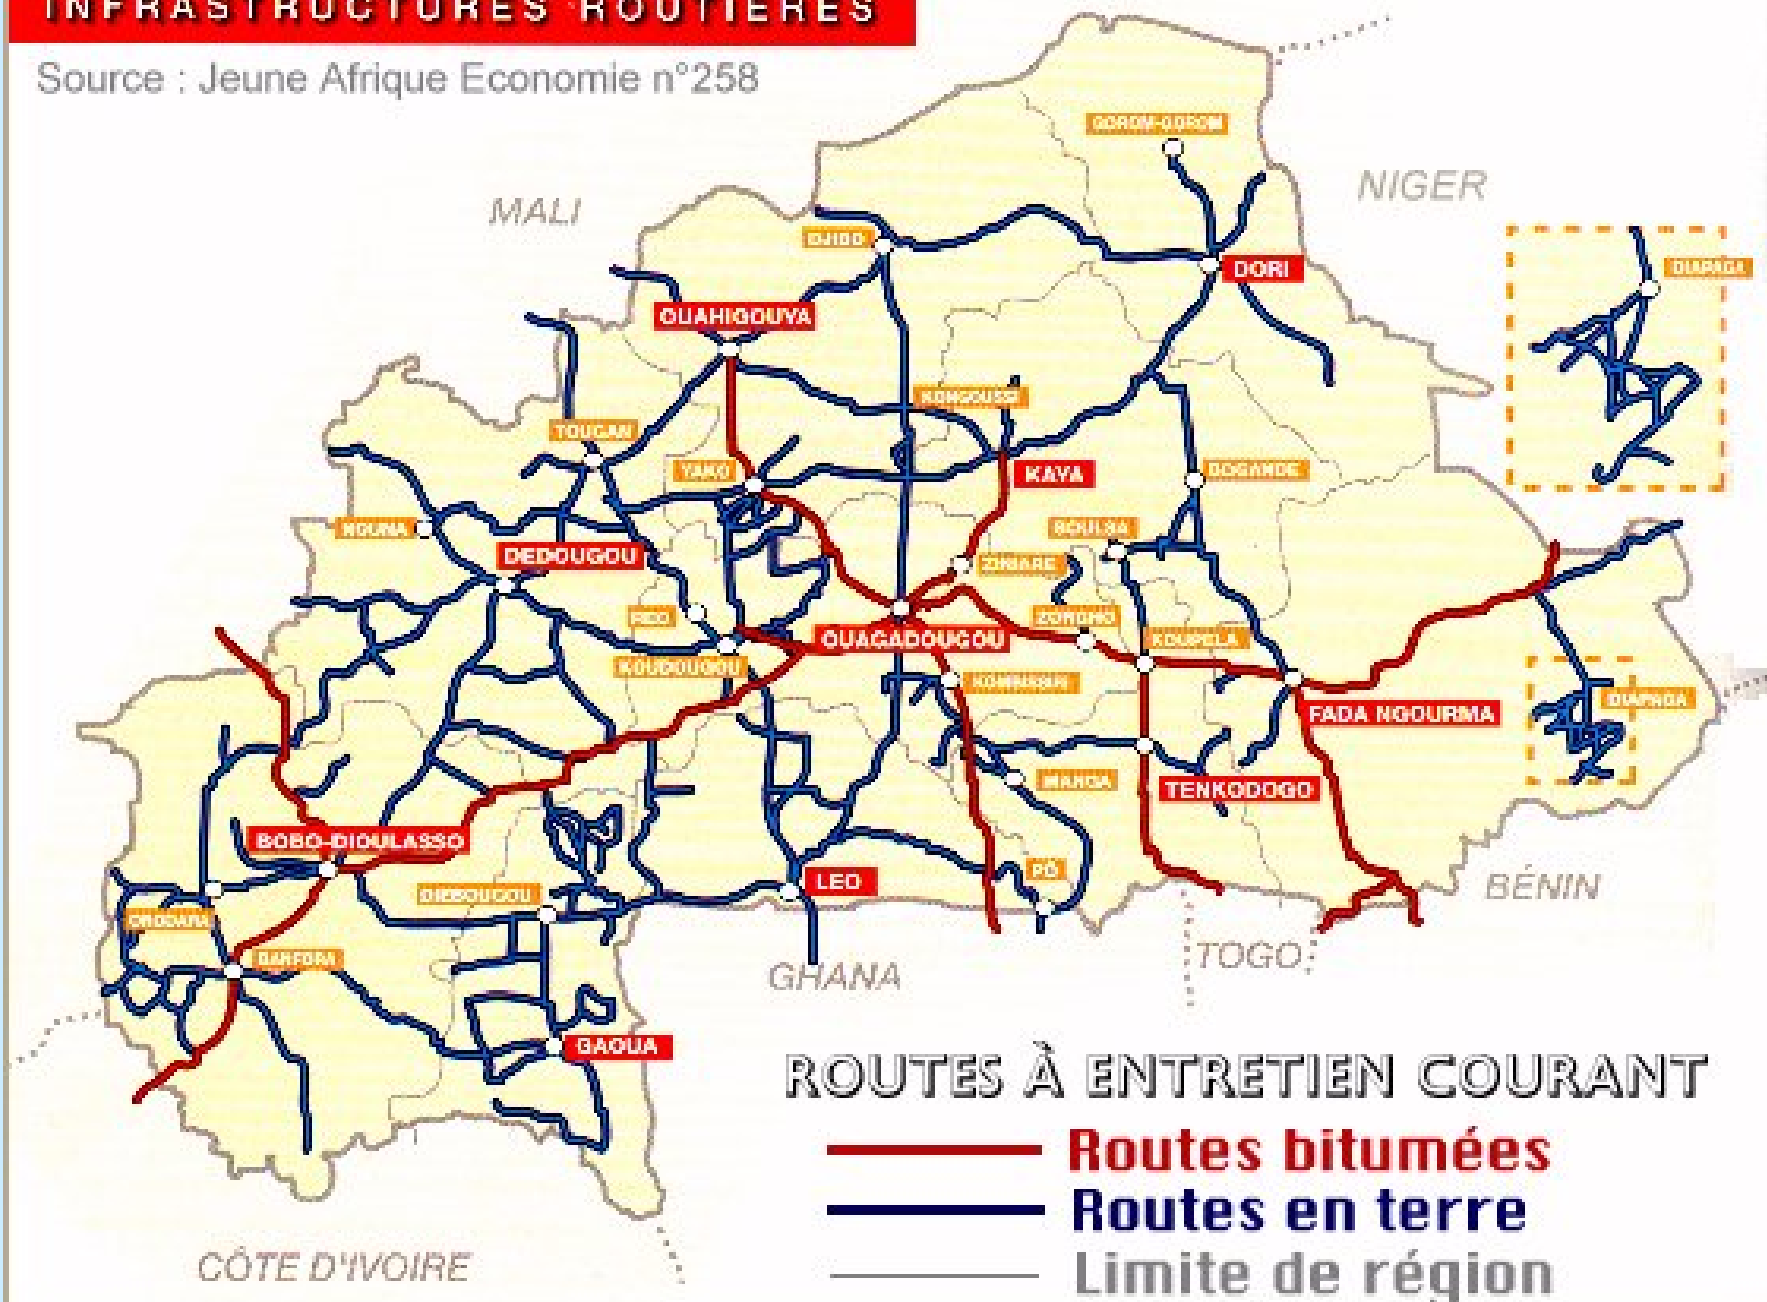 INFRASTRUCTURES ROUTIÈRES
Source : Jeune Afrique Economie n°258
GOROM-GOROM
NIGER
MALI
DJIBO
DORI
DIAPAGA
OUAHIGOUYA
KONGOUSSI
TOUGAN
YAKO
KAYA
BOGANDE
NOUNA
BOULSA
DEDOUGOU
ZINIARE
REO
ZORGHO
OUAGADOUGOU
KOUPELA
KOUDOUGOU
KOMBISSIRI
DIAPAGA
FADA NGOURMA
MANGA
TENKODOGO
BOBO-DIOULASSO
PÔ
LEO
BÉNIN
DIEBOUGOU
ORODARA
BANFORA
TOGO
GHANA
GAOUA
ROUTES À ENTRETIEN COURANT
Routes bitumées
Routes en terre
CÔTE D'IVOIRE
Limite de région